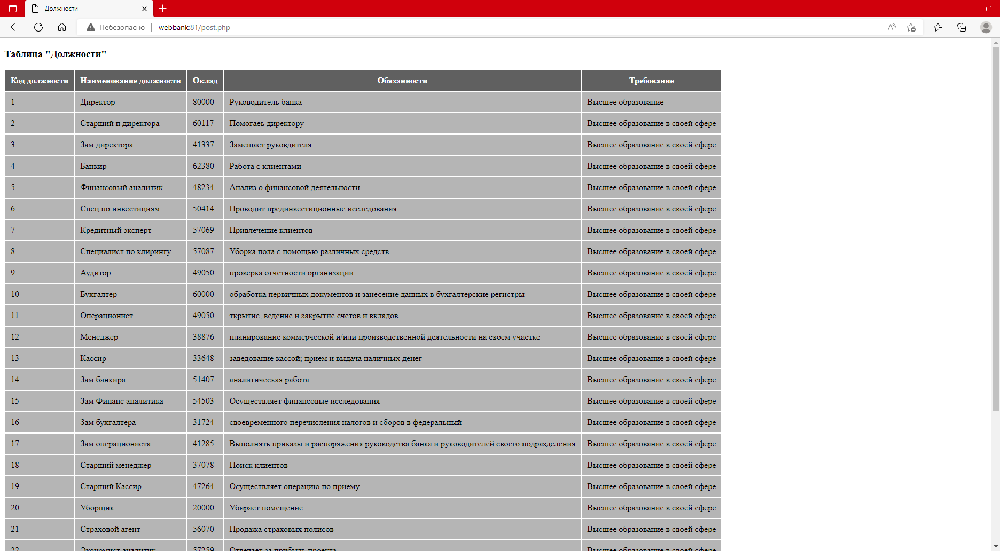 Должности
Небезопасно webbank:81/post.php
Таблица "Должности"
Код должности Наименование должности Оклад Обязанности Требование
1 Директор 80000 Руководитель банка Высшее образование
2 Старший п директора 60117 Помогаеь директору Высшее образование в своей сфере
3 Зам директора 41337 Замещает руковдителя Высшее образование в своей сфере
4 Банкир 62380 Работа с клиентами Высшее образование в своей сфере
5 Финансовый аналитик 48234 Анализ о финансовой деятельности Высшее образование в своей сфере
6 Спец по инвестициям 50414 Проводит прединвестиционные исследования Высшее образование в своей сфере
7 Кредитный эксперт 57069 Привлечение клиентов Высшее образование в своей сфере
8 Специалист по клирингу 57087 Уборка пола с помощью различных средств Высшее образование в своей сфере
9 Аудитор 49050 проверка отчетности организации Высшее образование в своей сфере
10 Бухгалтер 60000 обработка первичных документов и занесение данных в бухгалтерские регистры Высшее образование в своей сфере
11 Операционист 49050 ткрытие, ведение и закрытие счетов и вкладов Высшее образование в своей сфере
12 Менеджер 38876 планирование коммерческой и/или производственной деятельности на своем участке Высшее образование в своей сфере
13 Кассир 33648 заведование кассой; прием и выдача наличных денег Высшее образование в своей сфере
14 Зам банкира 51407 аналитическая работа Высшее образование в своей сфере
15 Зам Финанс аналитика 54503 Осуществляет финансовые исследования Высшее образование в своей сфере
16 Зам бухгалтера 31724 своевременного перечисления налогов и сборов в федеральный Высшее образование в своей сфере
17 Зам операциониста 41285 Выполнять приказы и распоряжения руководства банка и руководителей своего подразделения Высшее образование в своей сфере
18 Старший менеджер 37078 Поиск клиентов Высшее образование в своей сфере
19 Старший Кассир 47264 Осуществляет операцию по приему Высшее образование в своей сфере
20 Уборщик 20000 Убирает помещение Высшее образование в своей сфере
21 Страховой агент 56070 Продажа страховых полисов Высшее образование в своей сфере
22 Экономист аналитик 57259 Отвечает за прибыль проекта Высшее образование в своей сфере